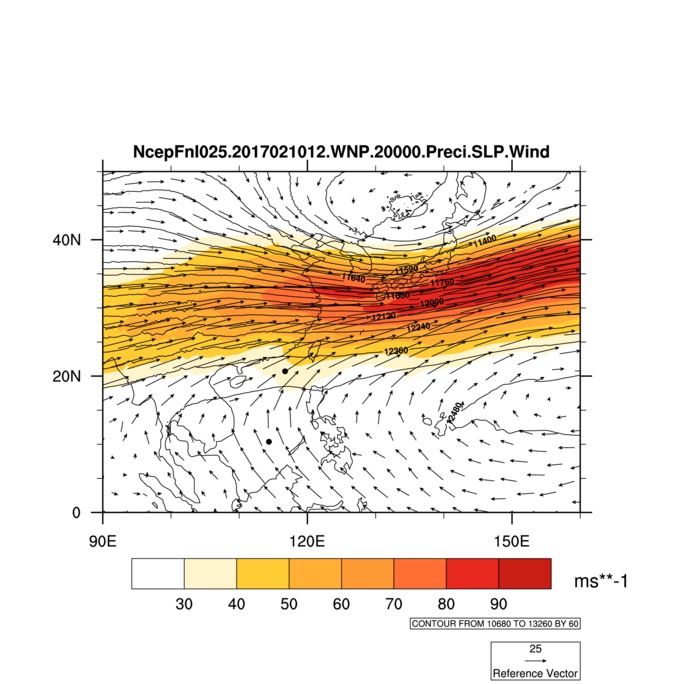 NcepFnl025.2017021012.WNP.20000.Preci.SLP.Wind
40N
20N
0
11400
11520
11640
11760
11880
12000
12120
12240
12360
12480
90E 120E 150E
30 40 50 60 70 80 90
ms**-1
CONTOUR FROM 10680 TO 13260 BY 60
25
Reference Vector